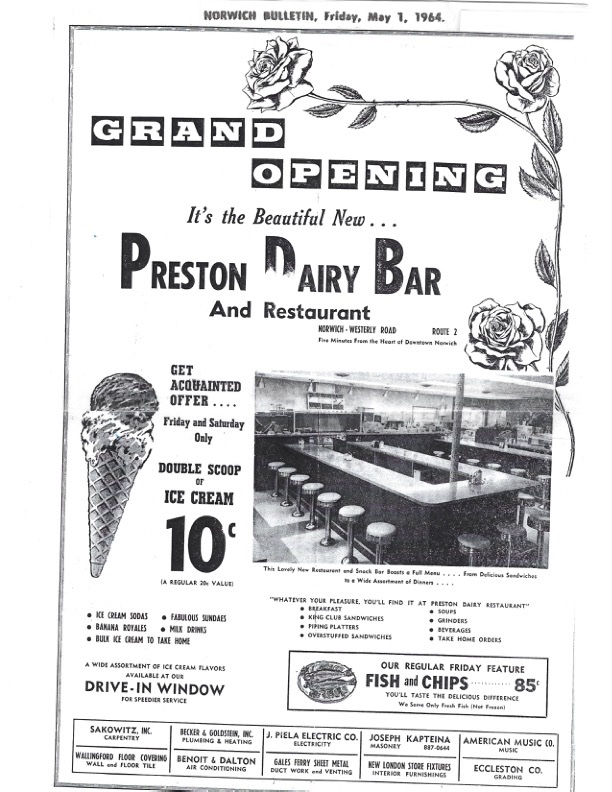 NORWICH BULLETIN, Friday, May 1, 1964.
GRAND
OPENING
It's the Beautiful New . . .
PRESTON DAIRY BAR
And Restaurant
NORWICH - WESTERLY ROAD ROUTE 2
Five Minutes From the Heart of Downtown Norwich
GET
ACQUAINTED
OFFER . . . .
Friday and Saturday
Only
DOUBLE SCOOP
OF
ICE CREAM
10c
(A REGULAR 20c VALUE)
This Lovely New Restaurant and Snack Bar Boasts a Full Menu . . . . From Delicious Sandwiches
to a Wide Assortment of Dinners . . . .
"WHATEVER YOUR PLEASURE, YOU'LL FIND IT AT PRESTON DAIRY RESTAURANT"
• BREAKFAST
• KING CLUB SANDWICHES
• PIPING PLATTERS
• OVERSTUFFED SANDWICHES
• SOUPS
• GRINDERS
• BEVERAGES
• TAKE HOME ORDERS
• ICE CREAM SODAS • FABULOUS SUNDAES
• BANANA ROYALES • MILK DRINKS
• BULK ICE CREAM TO TAKE HOME
A WIDE ASSORTMENT OF ICE CREAM FLAVORS
AVAILABLE AT OUR
DRIVE-IN WINDOW
FOR SPEEDIER SERVICE
OUR REGULAR FRIDAY FEATURE
FISH and CHIPS ........... 85c
YOU'LL TASTE THE DELICIOUS DIFFERENCE
We Serve Only Fresh Fish (Not Frozen)
SAKOWITZ, INC.
CARPENTRY
WALLINGFORD FLOOR COVERING
WALL and FLOOR TILE
BECKER & GOLDSTEIN, INC.
PLUMBING & HEATING
BENOIT & DALTON
AIR CONDITIONING
J. PIELA ELECTRIC CO.
ELECTRICITY
GALES FERRY SHEET METAL
DUCT WORK and VENTING
JOSEPH KAPTEINA
MASONRY 887-0644
NEW LONDON STORE FIXTURES
INTERIOR FURNISHINGS
AMERICAN MUSIC CO.
MUSIC
ECCLESTON CO.
GRADING